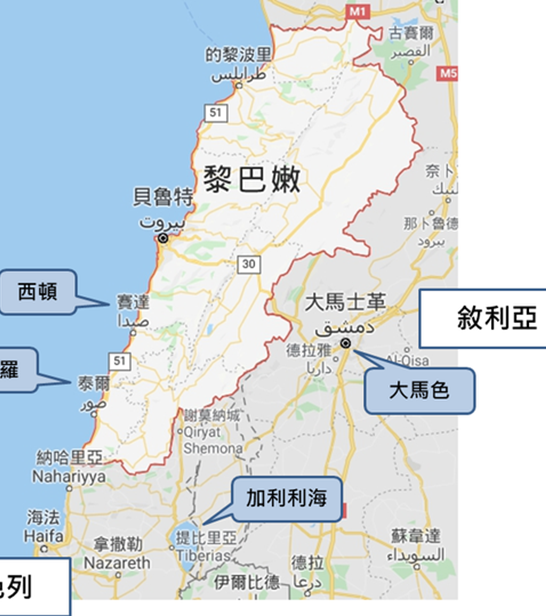 M1
古賽爾
القصير
的黎波里
طرابلس
M5
51
黎巴嫩
奈卜
貝魯特
بيروت
那卜魯德
يبرود
30
西頓
賽達
صيدا
大馬士革
دمشق
敘利亞
51
德拉雅
داريا
Al-Qisa
羅
泰爾
صور
大馬色
謝莫納城
Qiryat
Shemona
納哈里亞
Nahariyya
加利利海
海法
Haifa
拿撒勒
Nazareth
提比里亞
Tiberias
蘇韋達
السويداء
德拉
درعا
伊爾比德
色列